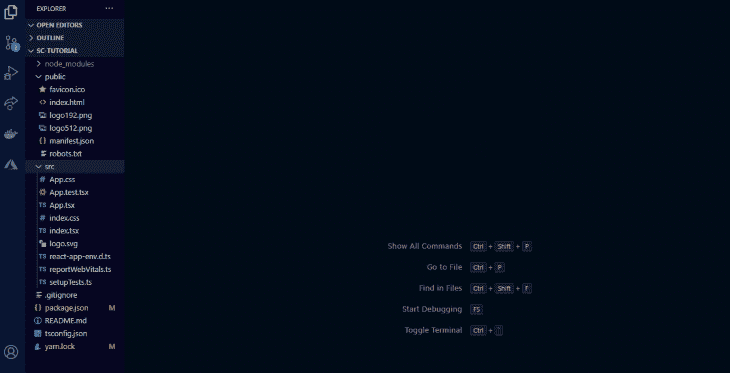 EXPLORER
OPEN EDITORS
OUTLINE
SC-TUTORIAL
node_modules
public
favicon.ico
<> index.html
logo192.png
logo512.png
{} manifest.json
robots.txt
src
# App.css
App.test.tsx
TS App.tsx
# index.css
TS index.tsx
logo.svg
TS react-app-env.d.ts
TS reportWebVitals.ts
TS setupTests.ts
.gitignore
{} package.json M
README.md
tsconfig.json
yarn.lock M
Show All Commands Ctrl + Shift + P
Go to File Ctrl + P
Find in Files Ctrl + Shift + F
Start Debugging F5
Toggle Terminal Ctrl + `